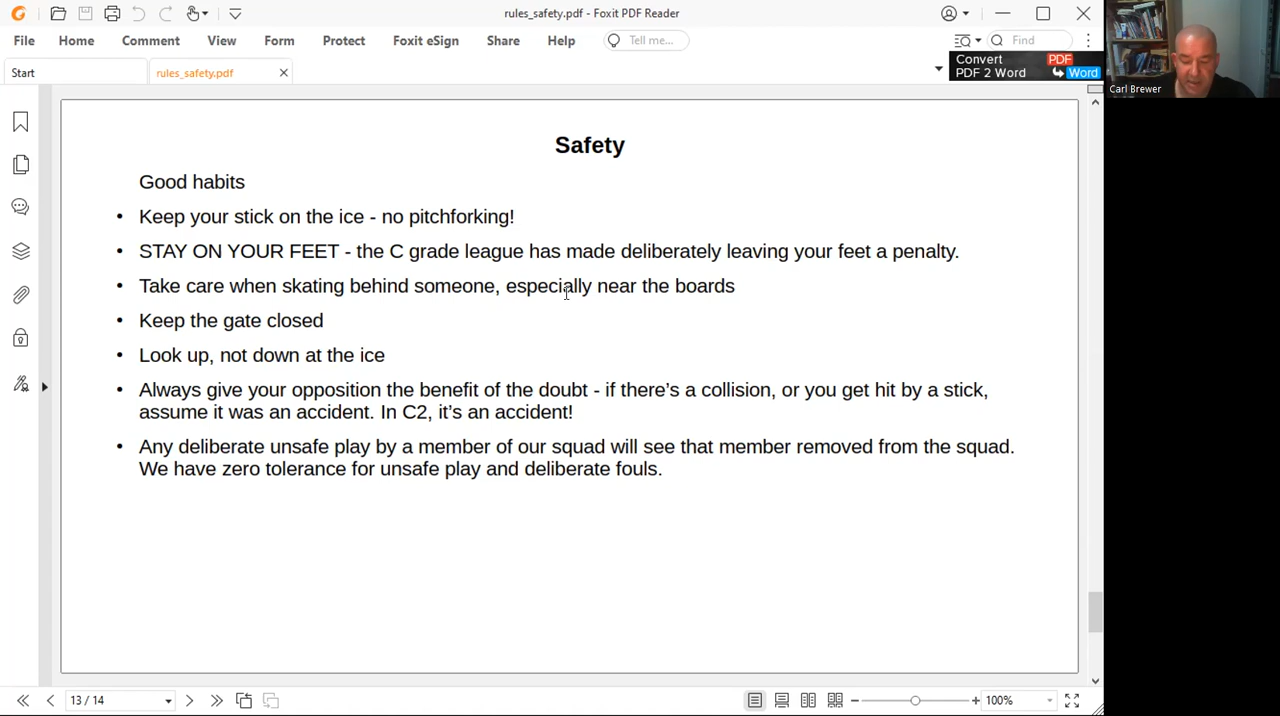 rules_safety.pdf - Foxit PDF Reader
File Home Comment View Form Protect Foxit eSign Share Help Tell me... Find
Start rules_safety.pdf
Convert PDF
PDF 2 Word Word
Carl Brewer
Safety
Good habits
• Keep your stick on the ice - no pitchforking!
• STAY ON YOUR FEET - the C grade league has made deliberately leaving your feet a penalty.
• Take care when skating behind someone, especially near the boards
• Keep the gate closed
• Look up, not down at the ice
• Always give your opposition the benefit of the doubt - if there’s a collision, or you get hit by a stick,
assume it was an accident. In C2, it’s an accident!
• Any deliberate unsafe play by a member of our squad will see that member removed from the squad.
We have zero tolerance for unsafe play and deliberate fouls.
13 / 14 100%